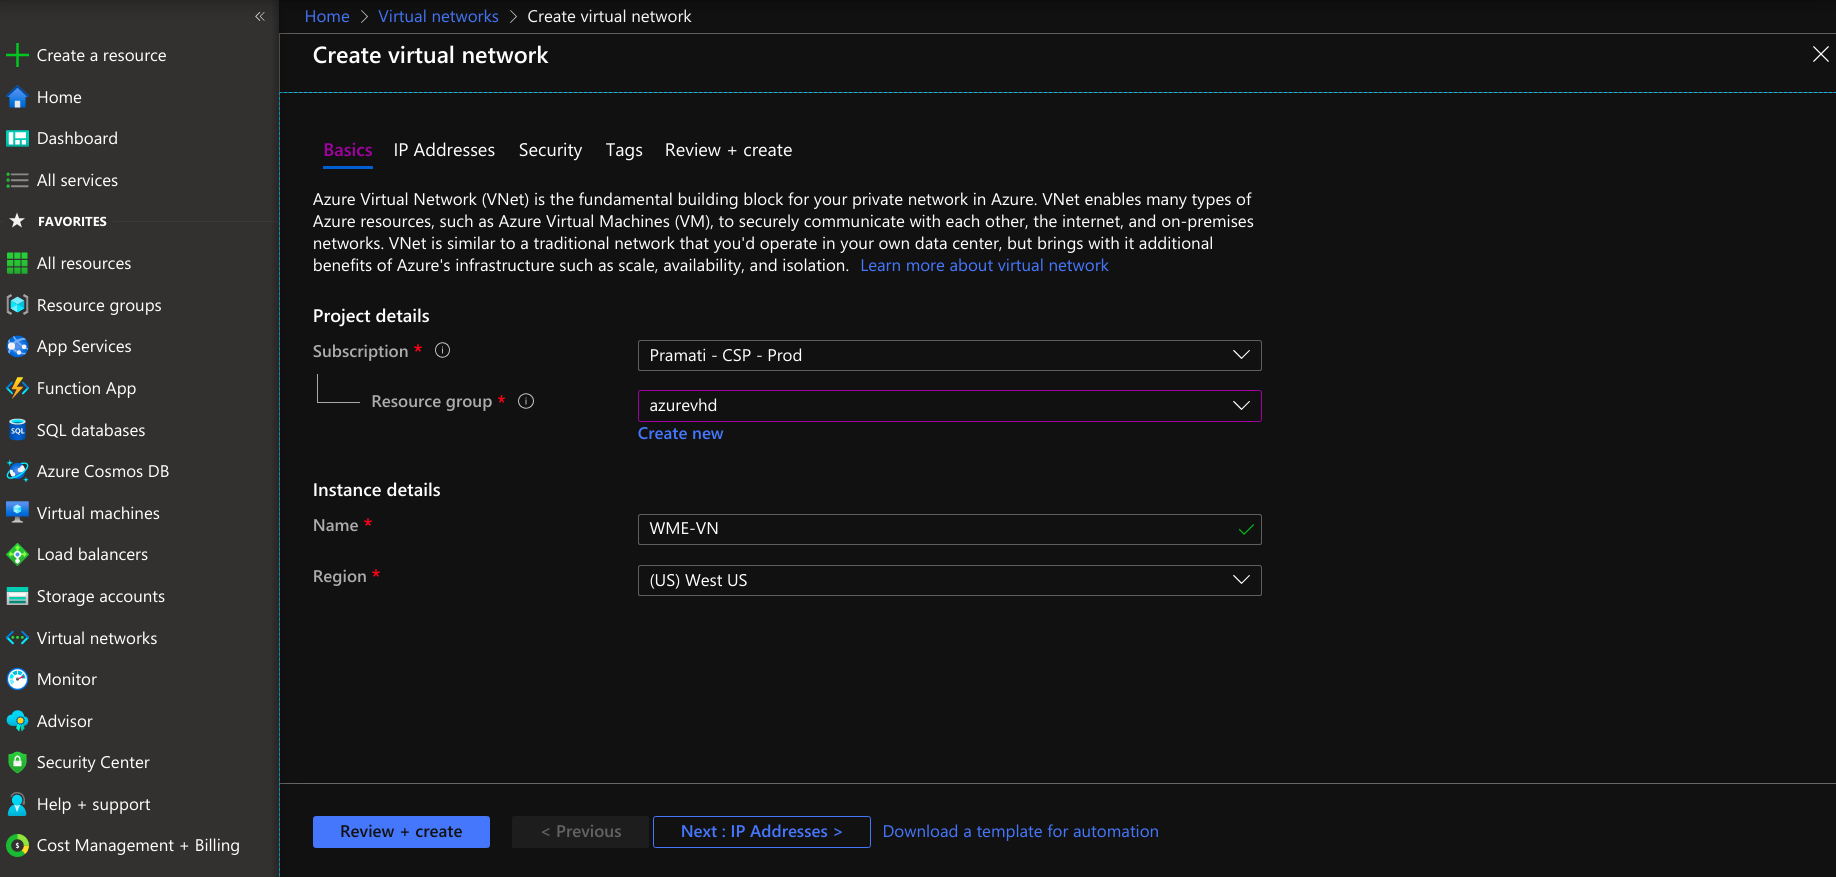 Home > Virtual networks > Create virtual network
«
Create a resource
Home
Dashboard
All services
FAVORITES
All resources
Resource groups
App Services
Function App
SQL databases
Azure Cosmos DB
Virtual machines
Load balancers
Storage accounts
Virtual networks
Monitor
Advisor
Security Center
Help + support
Cost Management + Billing
Create virtual network
Basics IP Addresses Security Tags Review + create
Azure Virtual Network (VNet) is the fundamental building block for your private network in Azure. VNet enables many types of
Azure resources, such as Azure Virtual Machines (VM), to securely communicate with each other, the internet, and on-premises
networks. VNet is similar to a traditional network that you'd operate in your own data center, but brings with it additional
benefits of Azure's infrastructure such as scale, availability, and isolation. Learn more about virtual network
Project details
Subscription * Pramati - CSP - Prod
Resource group * azurevhd
Create new
Instance details
Name * WME-VN
Region * (US) West US
Review + create < Previous Next : IP Addresses > Download a template for automation